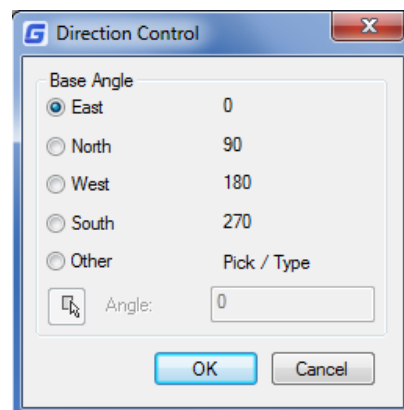 G Direction Control
Base Angle
East 0
North 90
West 180
South 270
Other Pick / Type
Angle: 0
OK Cancel